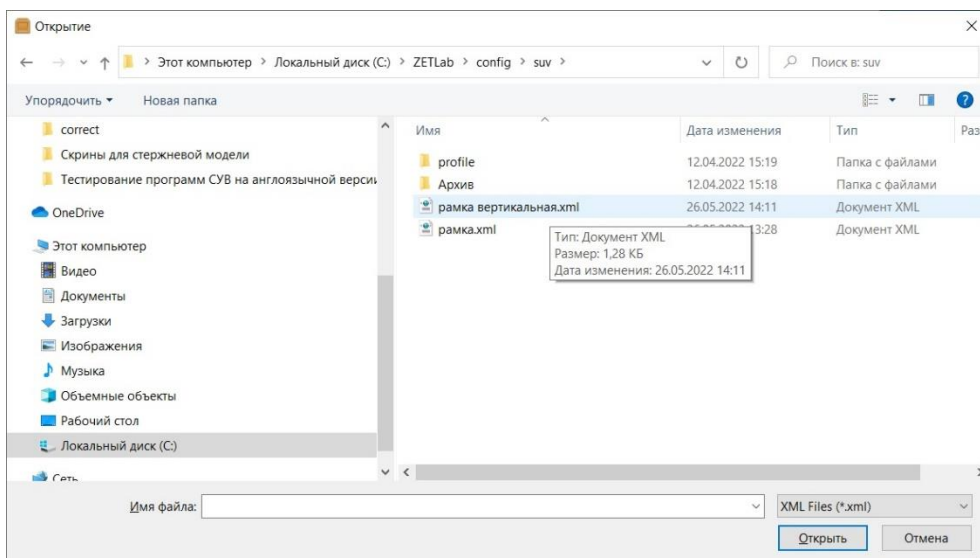 Открытие
Этот компьютер > Локальный диск (C:) > ZETLab > config > suv >
Поиск в: suv
Упорядочить
Новая папка
correct
Скрины для стержневой модели
Тестирование программ СУВ на англоязычной
OneDrive
Этот компьютер
Видео
Документы
Загрузки
Изображения
Музыка
Объемные объекты
Рабочий стол
Локальный диск (C:)
Сеть
Имя Дата изменения Тип
profile 12.04.2022 15:19 Папка с файлами
Архив 12.04.2022 15:18 Папка с файлами
рамка вертикальная.xml 26.05.2022 14:11 Документ XML
рамка.xml 13:28 Документ XML
Тип: Документ XML
Размер: 1,28 КБ
Дата изменения: 26.05.2022 14:11
Имя файла:
XML Files (*.xml)
Открыть
Отмена